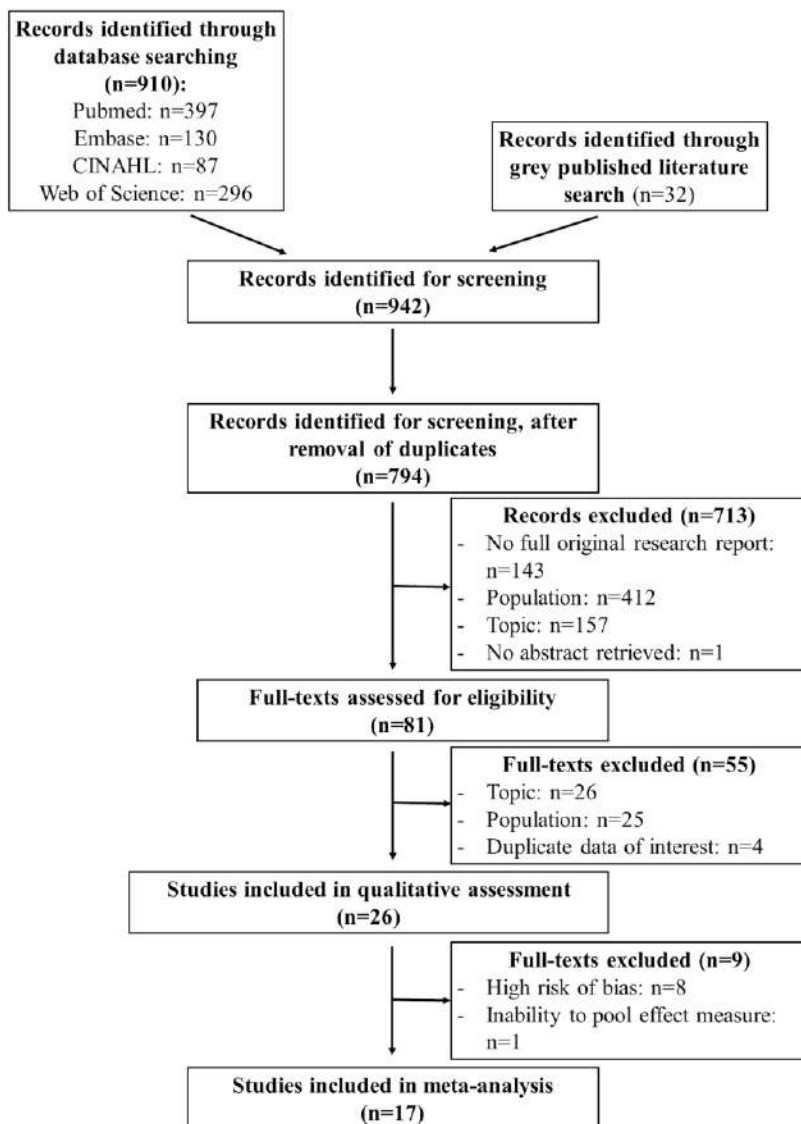 Records identified through
database searching
(n=910):
Pubmed: n=397
Embase: n=130
CINAHL: n=87
Web of Science: n=296
Records identified through
grey published literature
search (n=32)
Records identified for screening
(n=942)
Records identified for screening, after
removal of duplicates
(n=794)
Records excluded (n=713)
- No full original research report:
n=143
- Population: n=412
- Topic: n=157
- No abstract retrieved: n=1
Full-texts assessed for eligibility
(n=81)
Full-texts excluded (n=55)
- Topic: n=26
- Population: n=25
- Duplicate data of interest: n=4
Studies included in qualitative assessment
(n=26)
Full-texts excluded (n=9)
- High risk of bias: n=8
- Inability to pool effect measure:
n=1
Studies included in meta-analysis
(n=17)